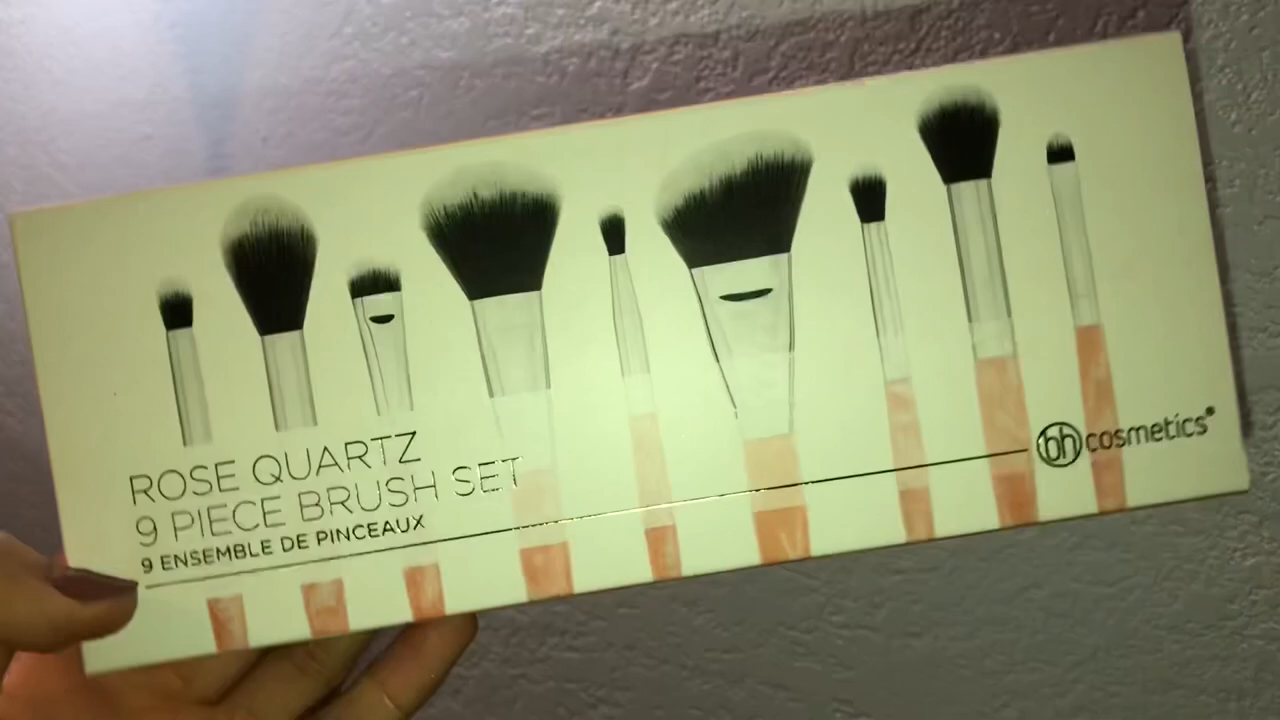 ROSE QUARTZ
9 PIECE BRUSH SET
9 ENSEMBLE DE PINCEAUX
bh cosmetics